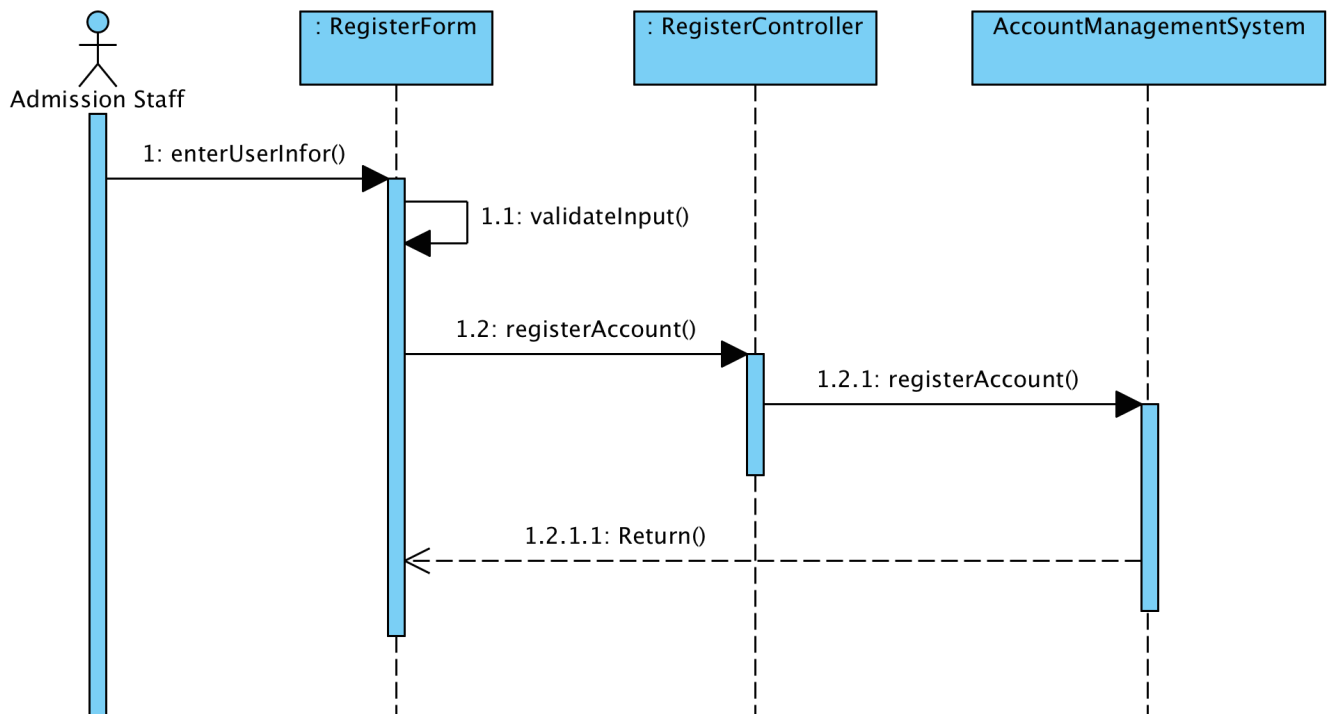 : RegisterForm
: RegisterController
AccountManagementSystem
Admission Staff
1: enterUserInfor()
1.1: validateInput()
1.2: registerAccount()
1.2.1: registerAccount()
1.2.1.1: Return()